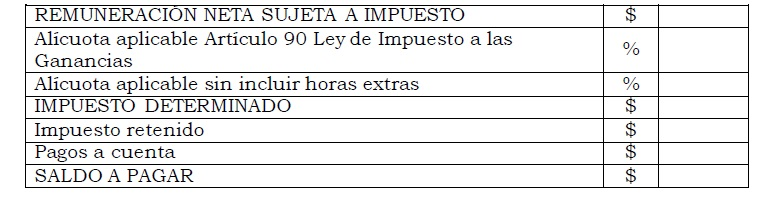 REMUNERACIÓN NETA SUJETA A IMPUESTO $
Alícuota aplicable Artículo 90 Ley de Impuesto a las
Ganancias %
Alícuota aplicable sin incluir horas extras %
IMPUESTO DETERMINADO $
Impuesto retenido $
Pagos a cuenta $
SALDO A PAGAR $